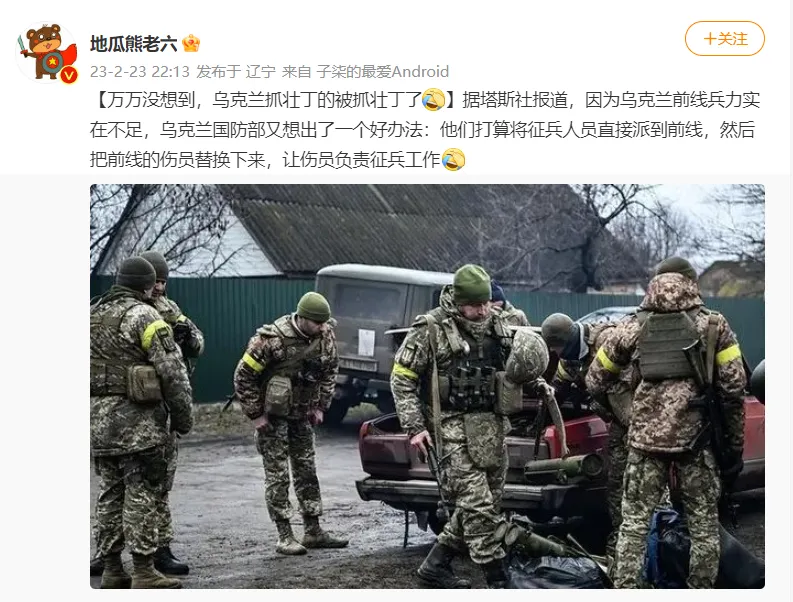 地瓜熊老六
＋关注
23-2-23 22:13 发布于 辽宁 来自 子柒的最爱Android
【万万没想到，乌克兰抓壮丁的被抓壮丁了】据塔斯社报道，因为乌克兰前线兵力实
在不足，乌克兰国防部又想出了一个好办法：他们打算将征兵人员直接派到前线，然后
把前线的伤员替换下来，让伤员负责征兵工作